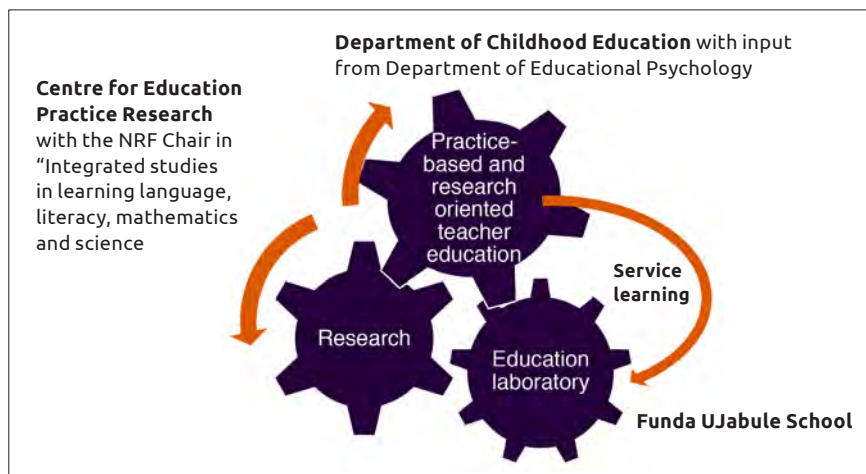 Department of Childhood Education with input
from Department of Educational Psychology
Centre for Education
Practice Research
with the NRF Chair in
“Integrated studies
in learning language,
literacy, mathematics
and science
Practice-
based and
research
oriented
teacher
education
Service
learning
Research
Education
laboratory
Funda UJabule School